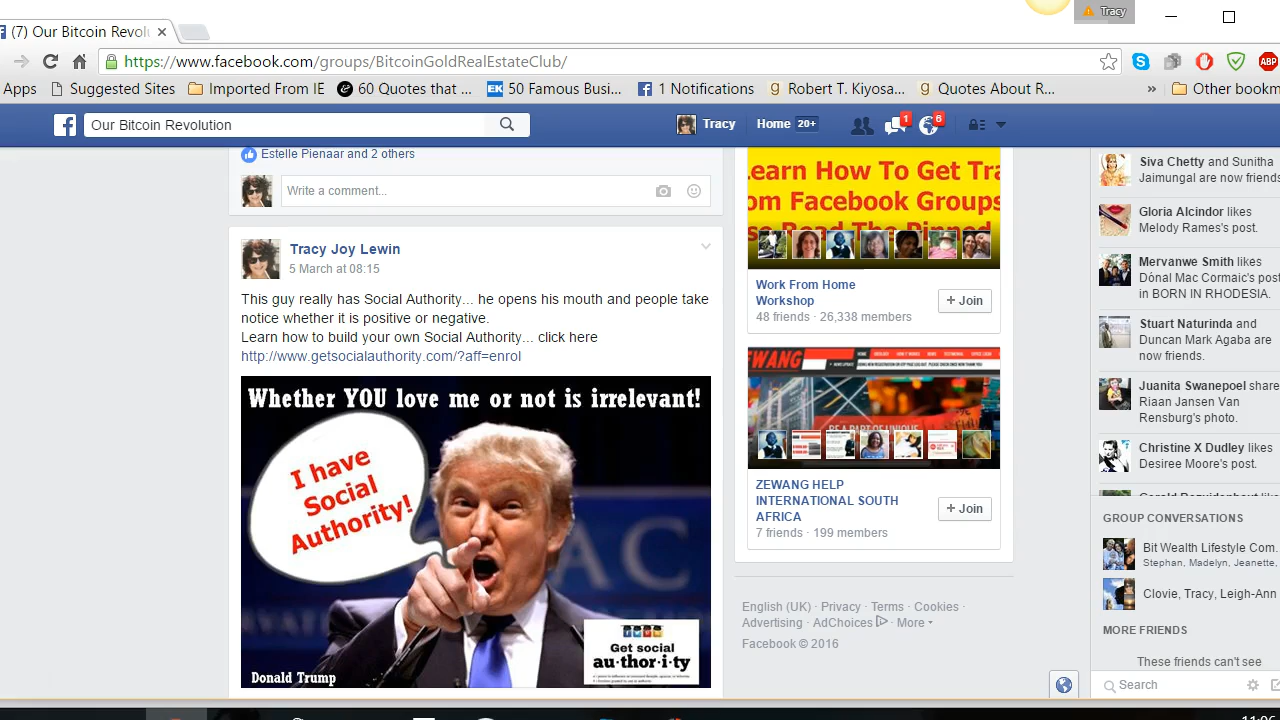 Tracy
(7) Our Bitcoin Revolu
https://www.facebook.com/groups/BitcoinGoldRealEstateClub/
Apps Suggested Sites Imported From IE 60 Quotes that ... EK 50 Famous Busi... 1 Notifications Robert T. Kiyosa... Quotes About R... » Other bookm
Our Bitcoin Revolution
Tracy Home 20+ 1 6
Estelle Pienaar and 2 others
Write a comment...
Tracy Joy Lewin
5 March at 08:15
This guy really has Social Authority... he opens his mouth and people take
notice whether it is positive or negative.
Learn how to build your own Social Authority... click here
http://www.getsocialauthority.com/?aff=enrol
Whether YOU love me or not is irrelevant!
I have
Social
Authority!
Get social
au·thor·i·ty
Donald Trump
Learn How To Get Tra
om Facebook Groups
Work From Home
Workshop
48 friends · 26,338 members
+ Join
EWANG
BE A PART OF UNIQUE
ZEWANG HELP
INTERNATIONAL SOUTH
AFRICA
7 friends · 199 members
+ Join
English (UK) · Privacy · Terms · Cookies ·
Advertising · AdChoices · More
Facebook © 2016
Siva Chetty and Sunitha
Jaimungal are now friends
Gloria Alcindor likes
Melody Rames's post.
Mervanwe Smith likes
Dónal Mac Cormaic's post
in BORN IN RHODESIA.
Stuart Naturinda and
Duncan Mark Agaba are
now friends.
Juanita Swanepoel share
Riaan Jansen Van
Rensburg's photo.
Christine X Dudley likes
Desiree Moore's post.
GROUP CONVERSATIONS
Bit Wealth Lifestyle Com.
Stephan, Madelyn, Jeanette,
Clovie, Tracy, Leigh-Ann
MORE FRIENDS
These friends can't see
Search